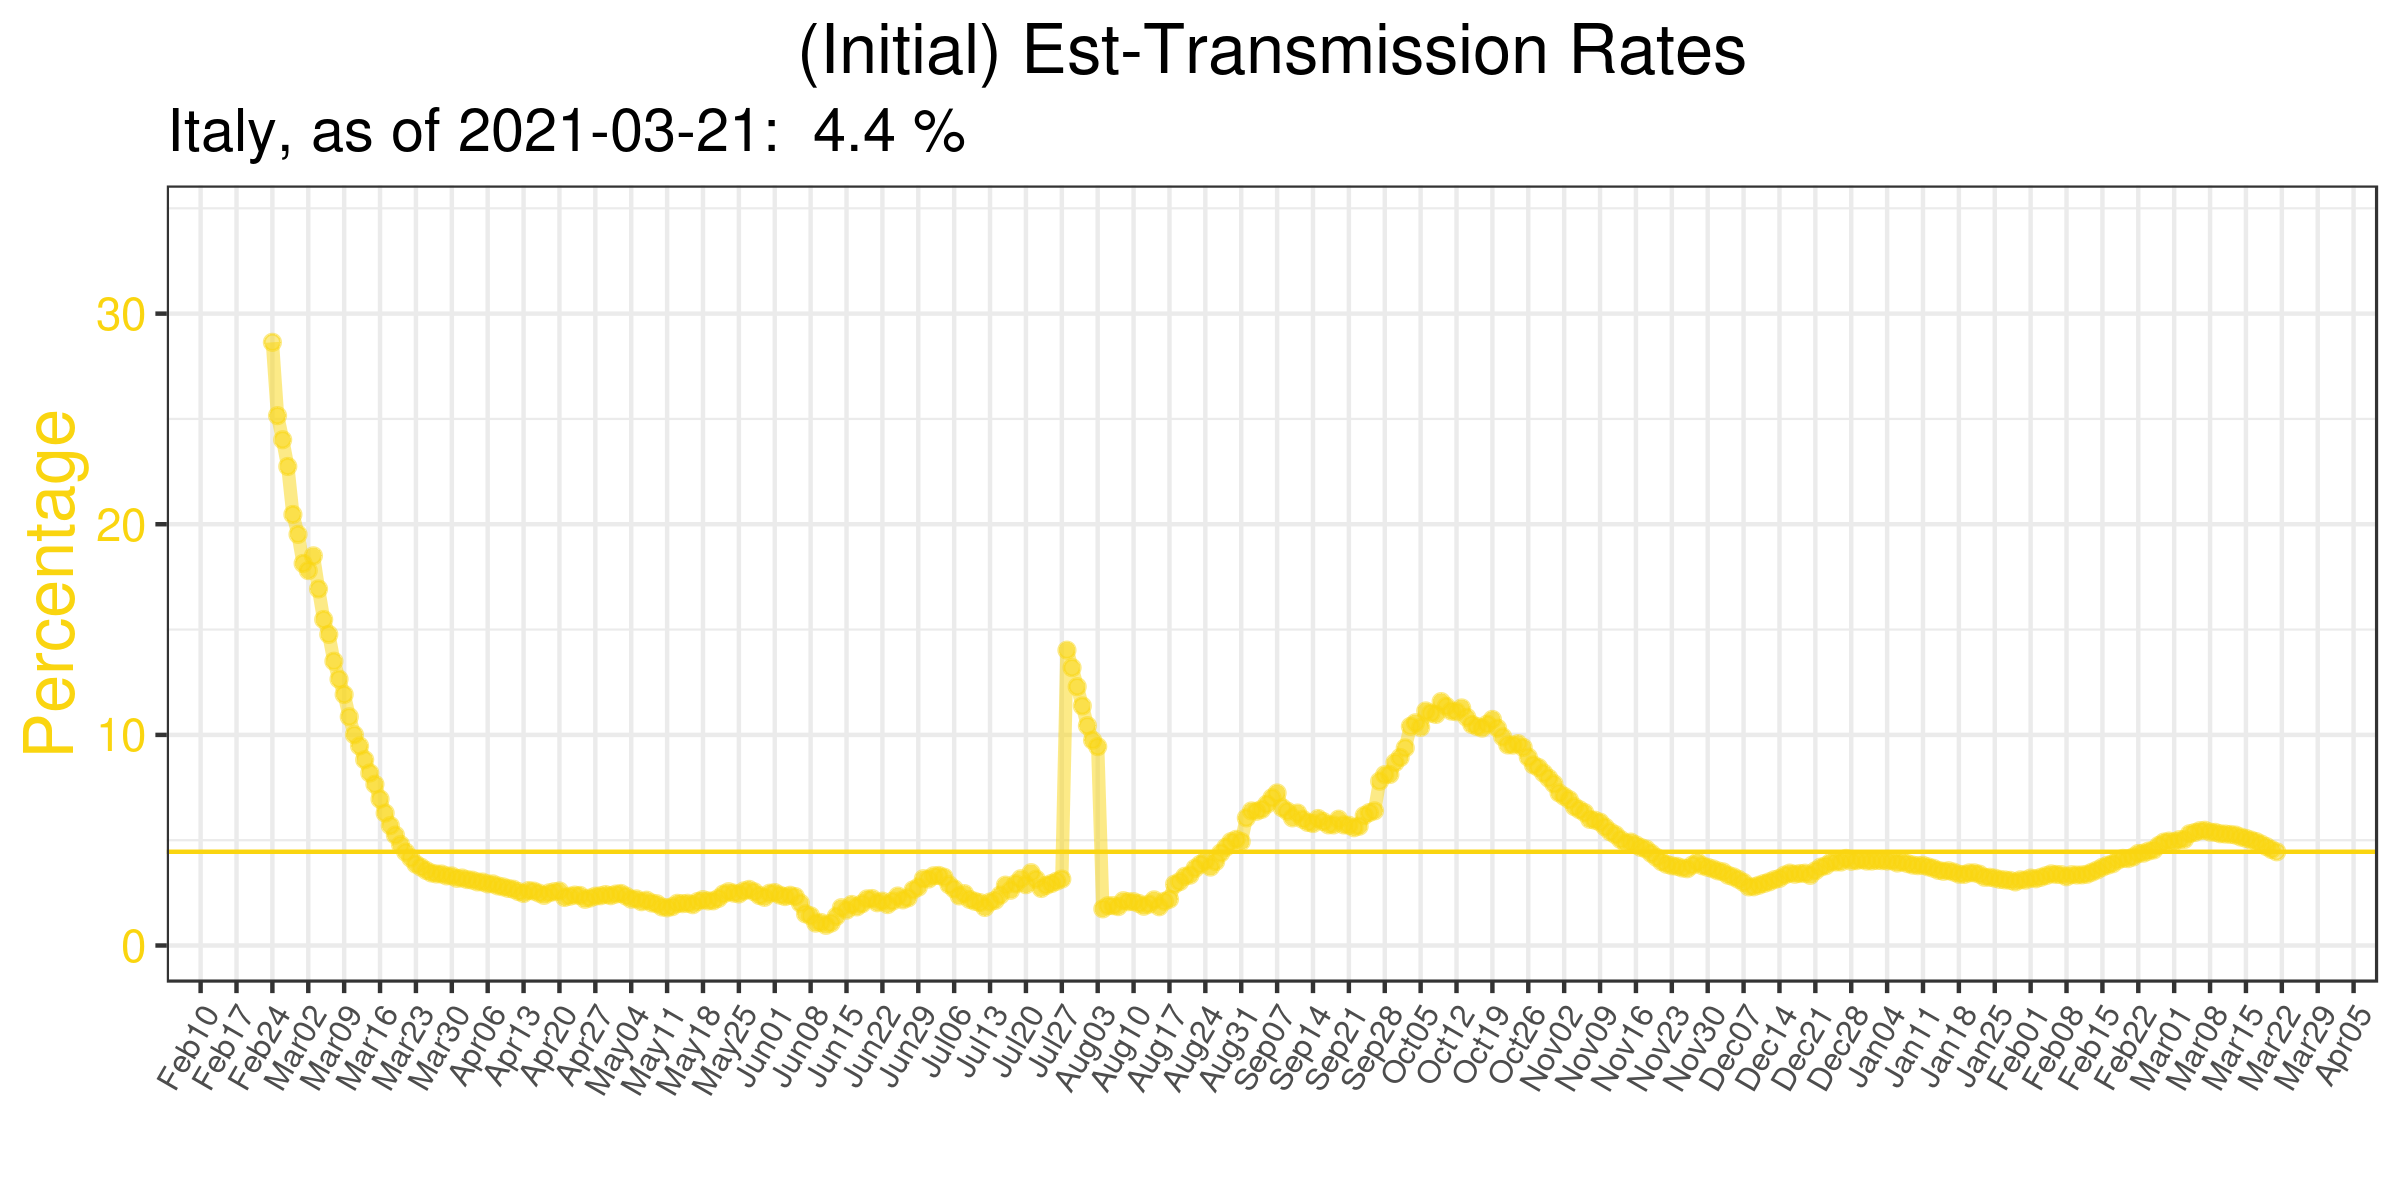 (Initial) Est-Transmission Rates
Italy, as of 2021-03-21:  4.4 %
Percentage
30
20
10
0
Feb10
Feb17
Feb24
Mar02
Mar09
Mar16
Mar23
Mar30
Apr06
Apr13
Apr20
Apr27
May04
May11
May18
May25
Jun01
Jun08
Jun15
Jun22
Jun29
Jul06
Jul13
Jul20
Jul27
Aug03
Aug10
Aug17
Aug24
Aug31
Sep07
Sep14
Sep21
Sep28
Oct05
Oct12
Oct19
Oct26
Nov02
Nov09
Nov16
Nov23
Nov30
Dec07
Dec14
Dec21
Dec28
Jan04
Jan11
Jan18
Jan25
Feb01
Feb08
Feb15
Feb22
Mar01
Mar08
Mar15
Mar22
Mar29
Apr05